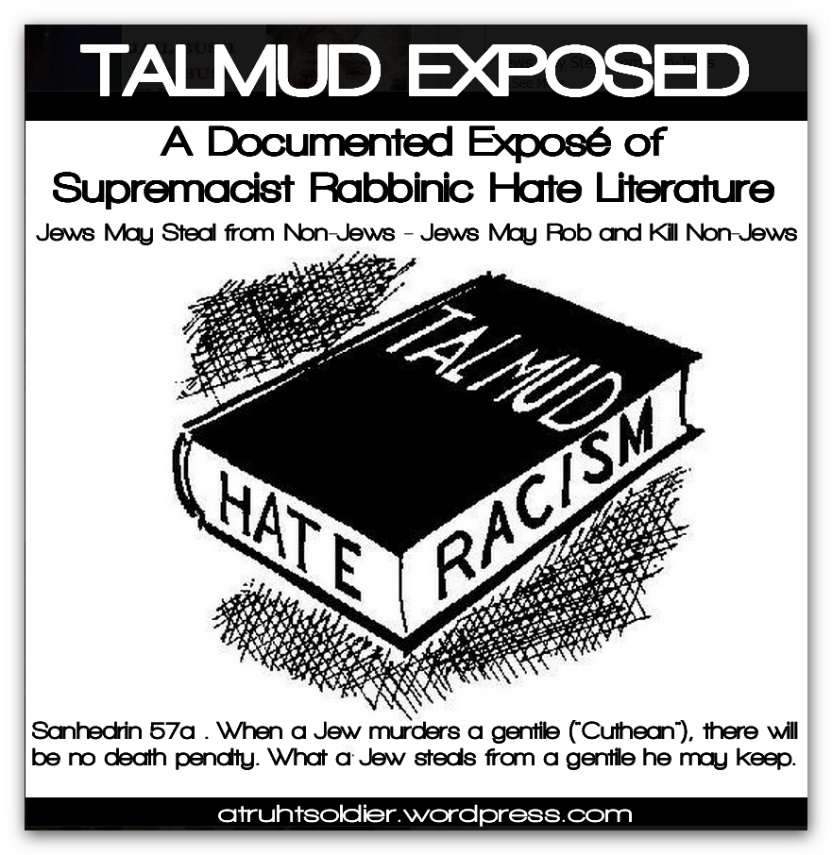 TALMUD EXPOSED
A Documented Exposé of
Supremacist Rabbinic Hate Literature
Jews May Steal from Non-Jews - Jews May Rob and Kill Non-Jews
TALMUD
HATE RACISM
Sanhedrin 57a . When a Jew murders a gentile ("Cuthean"), there will
be no death penalty. What a Jew steals from a gentile he may keep.
atruhtsoldier.wordpress.com